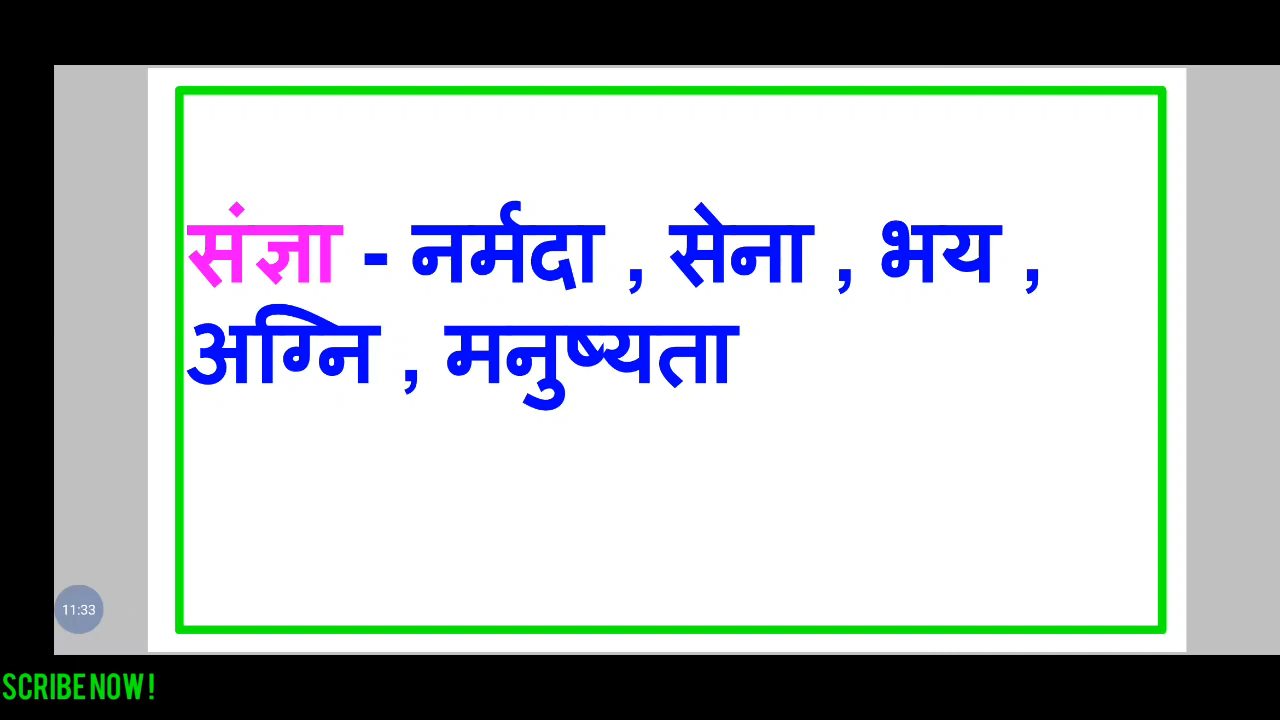 संज्ञा - नर्मदा , सेना , भय ,
अग्नि , मनुष्यता
11:33
SCRIBE NOW !